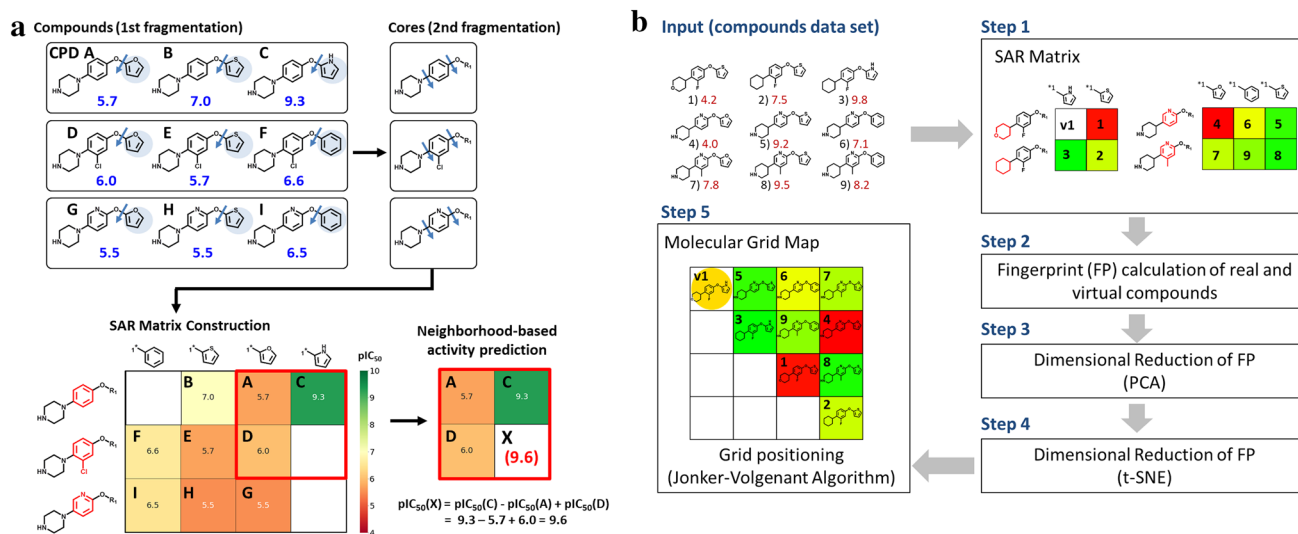 a
Compounds (1st fragmentation)
Cores (2nd fragmentation)
CPD A B C
5.7 7.0 9.3
D E F
6.0 5.7 6.6
G H I
5.5 5.5 6.5
SAR Matrix Construction
pIC50
B A C
7.0 5.7 9.3
F E D
6.6 5.7 6.0
I H G
6.5 5.5 5.5
10
9
8
7
6
5
4
Neighborhood-based
activity prediction
A C
5.7 9.3
D X
6.0 (9.6)
pIC50(X) = pIC50(C) - pIC50(A) + pIC50(D)
= 9.3 – 5.7 + 6.0 = 9.6
b
Input (compounds data set)
1) 4.2 2) 7.5 3) 9.8
4) 4.0 5) 9.2 6) 7.1
7) 7.8 8) 9.5 9) 8.2
Step 1
SAR Matrix
v1 1 4 6 5
3 2 7 9 8
Step 2
Fingerprint (FP) calculation of real and
virtual compounds
Step 3
Dimensional Reduction of FP
(PCA)
Step 4
Dimensional Reduction of FP
(t-SNE)
Step 5
Molecular Grid Map
v1 5 6 7
3 9 4
1 8
2
Grid positioning
(Jonker-Volgenant Algorithm)